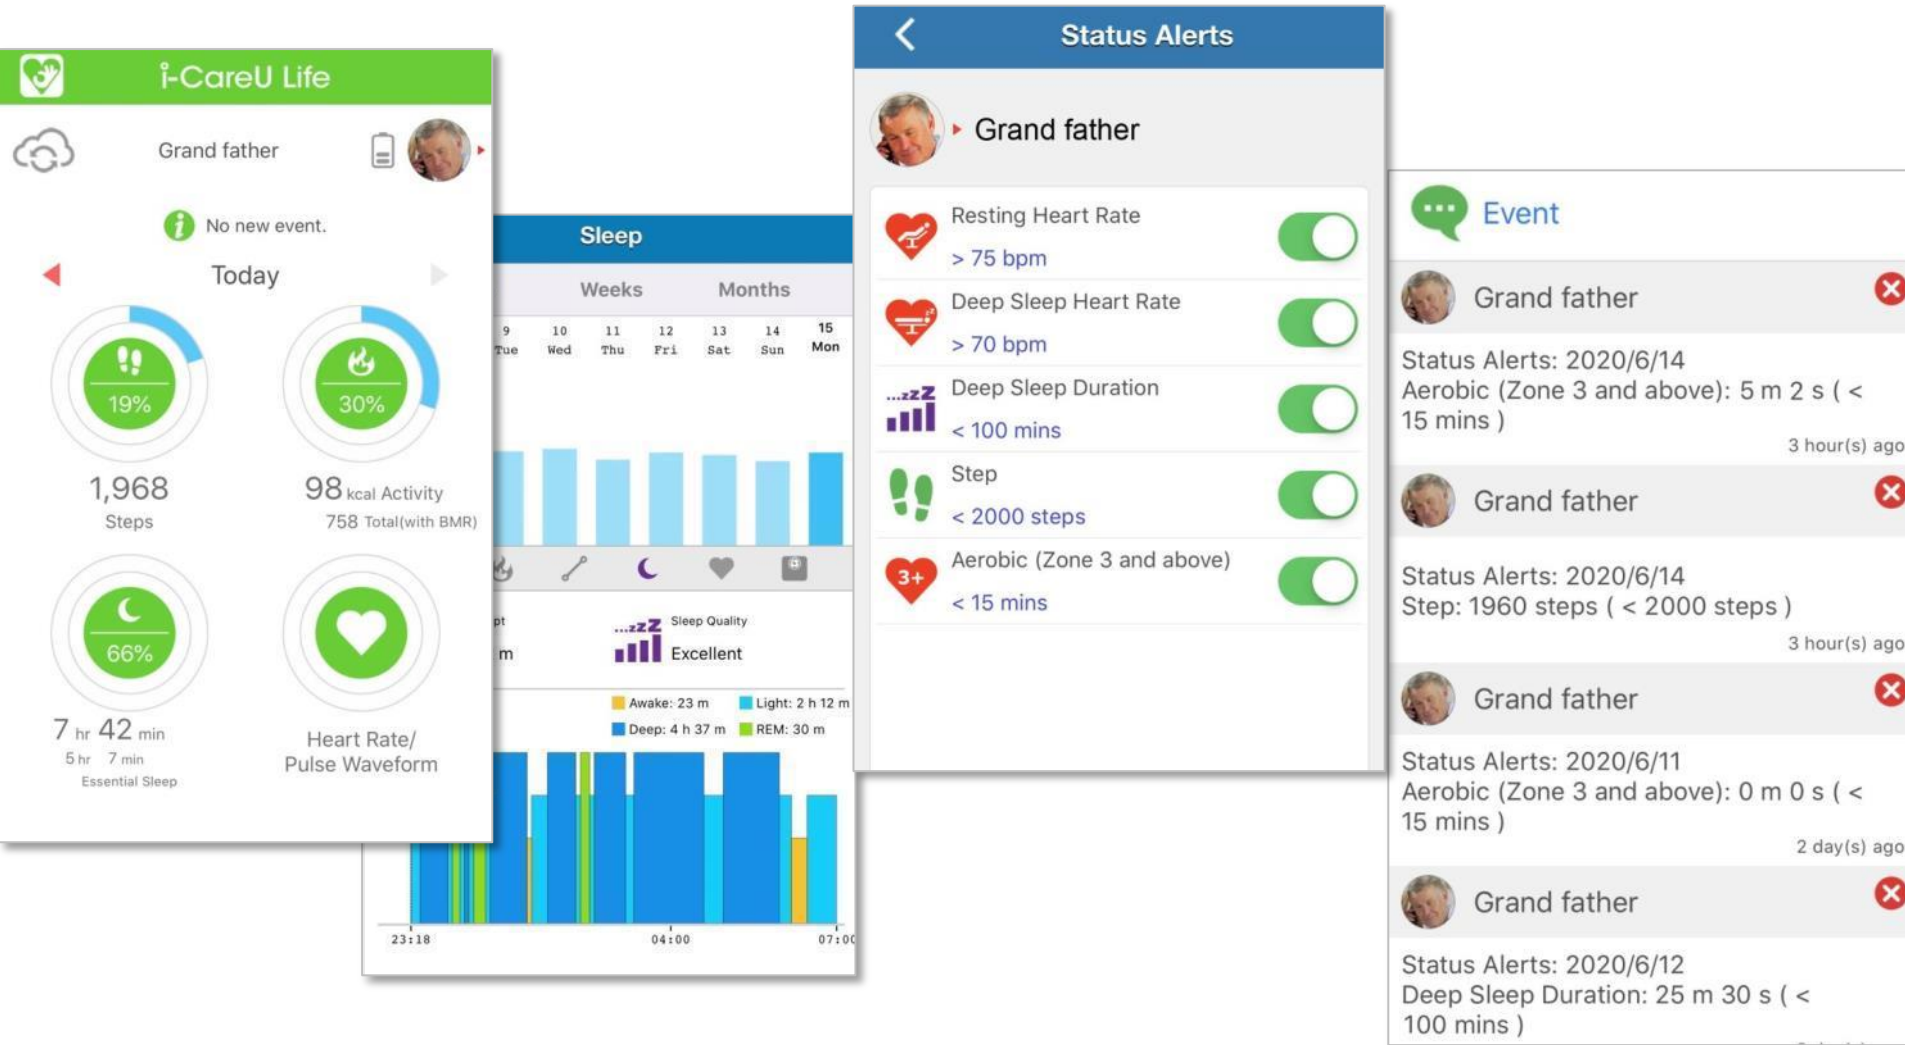 i-CareU Life
Grand father
No new event.
Today
19%
30%
1,968
Steps
98 kcal Activity
758 Total(with BMR)
66%
7 hr 42 min
5 hr 7 min
Essential Sleep
Heart Rate/
Pulse Waveform
Sleep
Weeks Months
9 10 11 12 13 14 15
Tue Wed Thu Fri Sat Sun Mon
...zzZ
Sleep Quality
m
Excellent
Awake: 23 m Light: 2 h 12 m
Deep: 4 h 37 m REM: 30 m
23:18 04:00 07:00
Status Alerts
Grand father
Resting Heart Rate
> 75 bpm
Deep Sleep Heart Rate
> 70 bpm
...zzZ
Deep Sleep Duration
< 100 mins
Step
< 2000 steps
3+
Aerobic (Zone 3 and above)
< 15 mins
Event
Grand father
Status Alerts: 2020/6/14
Aerobic (Zone 3 and above): 5 m 2 s ( <
15 mins )
3 hour(s) ago
Grand father
Status Alerts: 2020/6/14
Step: 1960 steps ( < 2000 steps )
3 hour(s) ago
Grand father
Status Alerts: 2020/6/11
Aerobic (Zone 3 and above): 0 m 0 s ( <
15 mins )
2 day(s) ago
Grand father
Status Alerts: 2020/6/12
Deep Sleep Duration: 25 m 30 s ( <
100 mins )